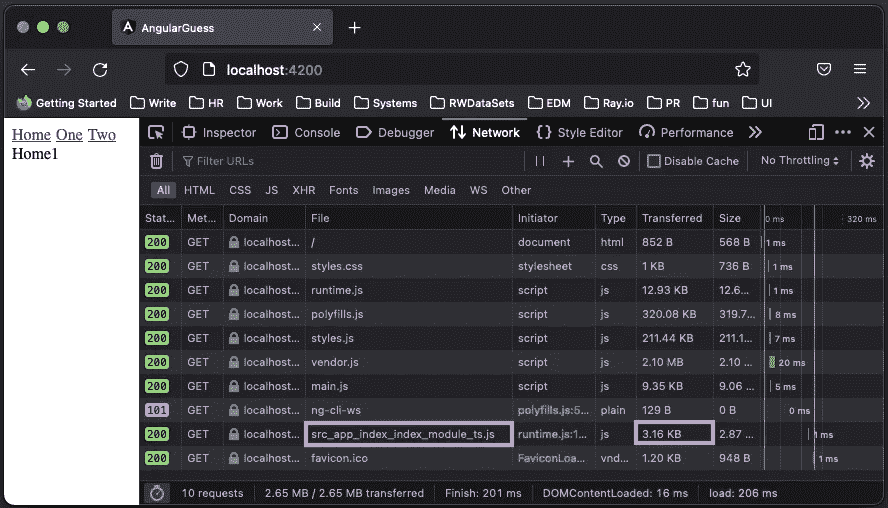 AngularGuess
localhost:4200
Getting Started Write HR Work Build Systems RWDataSets EDM Ray.io PR fun UI
Home One Two
Home1
Inspector Console Debugger Network {} Style Editor Performance
Filter URLs Disable Cache No Throttling
All HTML CSS JS XHR Fonts Images Media WS Other
Stat... Met... Domain File Initiator Type Transferred Size 0 ms 320 ms
200 GET localhost... / document html 852 B 568 B 1 ms
200 GET localhost... styles.css stylesheet css 1 KB 736 B 1 ms
200 GET localhost... runtime.js script js 12.93 KB 12.6... 1 ms
200 GET localhost... polyfills.js script js 320.08 KB 319.7... 8 ms
200 GET localhost... styles.js script js 211.44 KB 211.1... 7 ms
200 GET localhost... vendor.js script js 2.10 MB 2.10 ... 20 ms
200 GET localhost... main.js script js 9.35 KB 9.06 ... 5 ms
101 GET localhost... ng-cli-ws polyfills.js:5... plain 129 B 0 B 0 ms
200 GET localhost... src_app_index_index_module_ts.js runtime.js:1... js 3.16 KB 2.87 ... 1 ms
200 GET localhost... favicon.ico FaviconLoa... vnd... 1.20 KB 948 B 1 ms
10 requests 2.65 MB / 2.65 MB transferred Finish: 201 ms DOMContentLoaded: 16 ms load: 206 ms